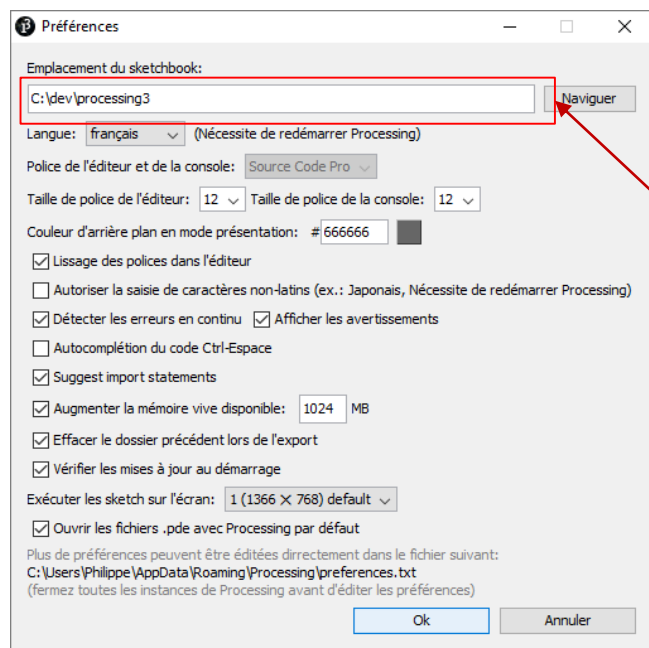 Préférences
Emplacement du sketchbook:
C:\dev\processing3 Naviguer
Langue: français (Nécessite de redémarrer Processing)
Police de l'éditeur et de la console: Source Code Pro
Taille de police de l'éditeur: 12 Taille de police de la console: 12
Couleur d'arrière plan en mode présentation: # 666666
Lissage des polices dans l'éditeur
Autoriser la saisie de caractères non-latins (ex.: Japonais, Nécessite de redémarrer Processing)
Détecter les erreurs en continu Afficher les avertissements
Autocomplétion du code Ctrl-Espace
Suggest import statements
Augmenter la mémoire vive disponible: 1024 MB
Effacer le dossier précédent lors de l'export
Vérifier les mises à jour au démarrage
Exécuter les sketch sur l'écran: 1 (1366 × 768) default
Ouvrir les fichiers .pde avec Processing par défaut
Plus de préférences peuvent être éditées dirrectement dans le fichier suivant:
C:\Users\Philippe\AppData\Roaming\Processing\preferences.txt
(fermez toutes les instances de Processing avant d'éditer les préférences)
Ok Annuler